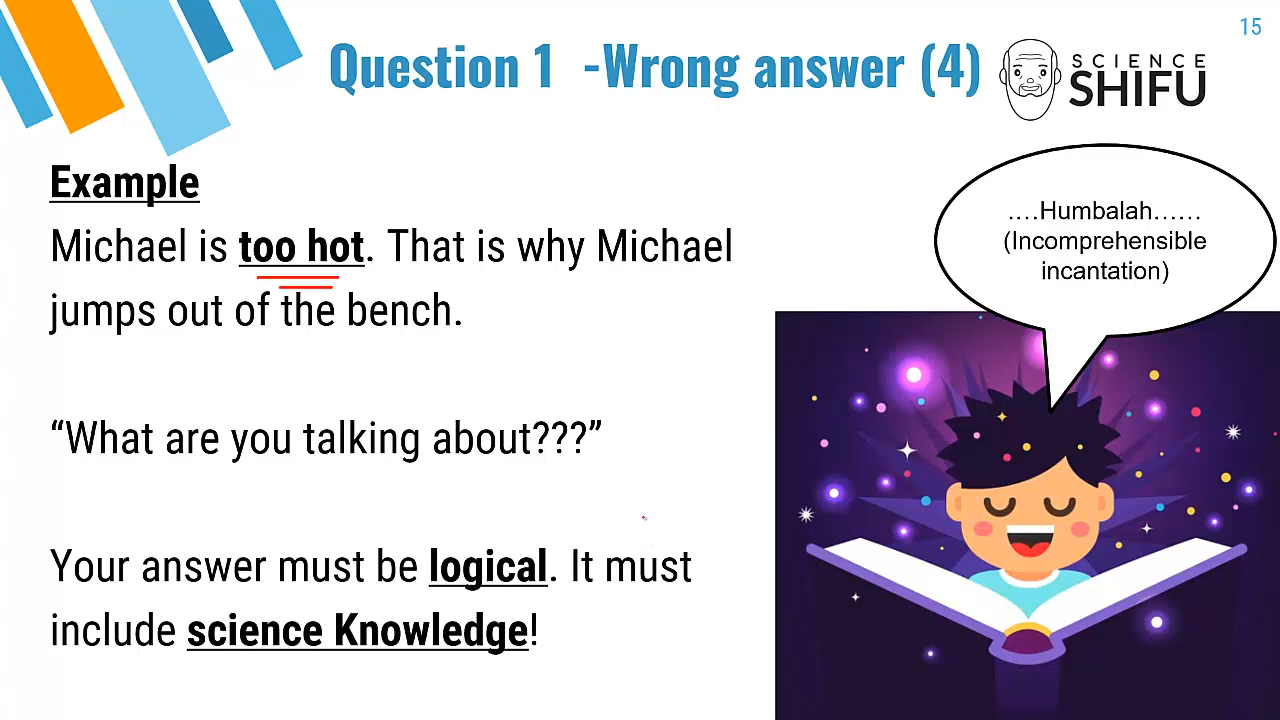 15
Question 1 -Wrong answer (4)
SCIENCE
SHIFU
Example
Michael is too hot. That is why Michael
jumps out of the bench.
“What are you talking about???”
Your answer must be logical. It must
include science Knowledge!
....Humbalah......
(Incomprehensible
incantation)